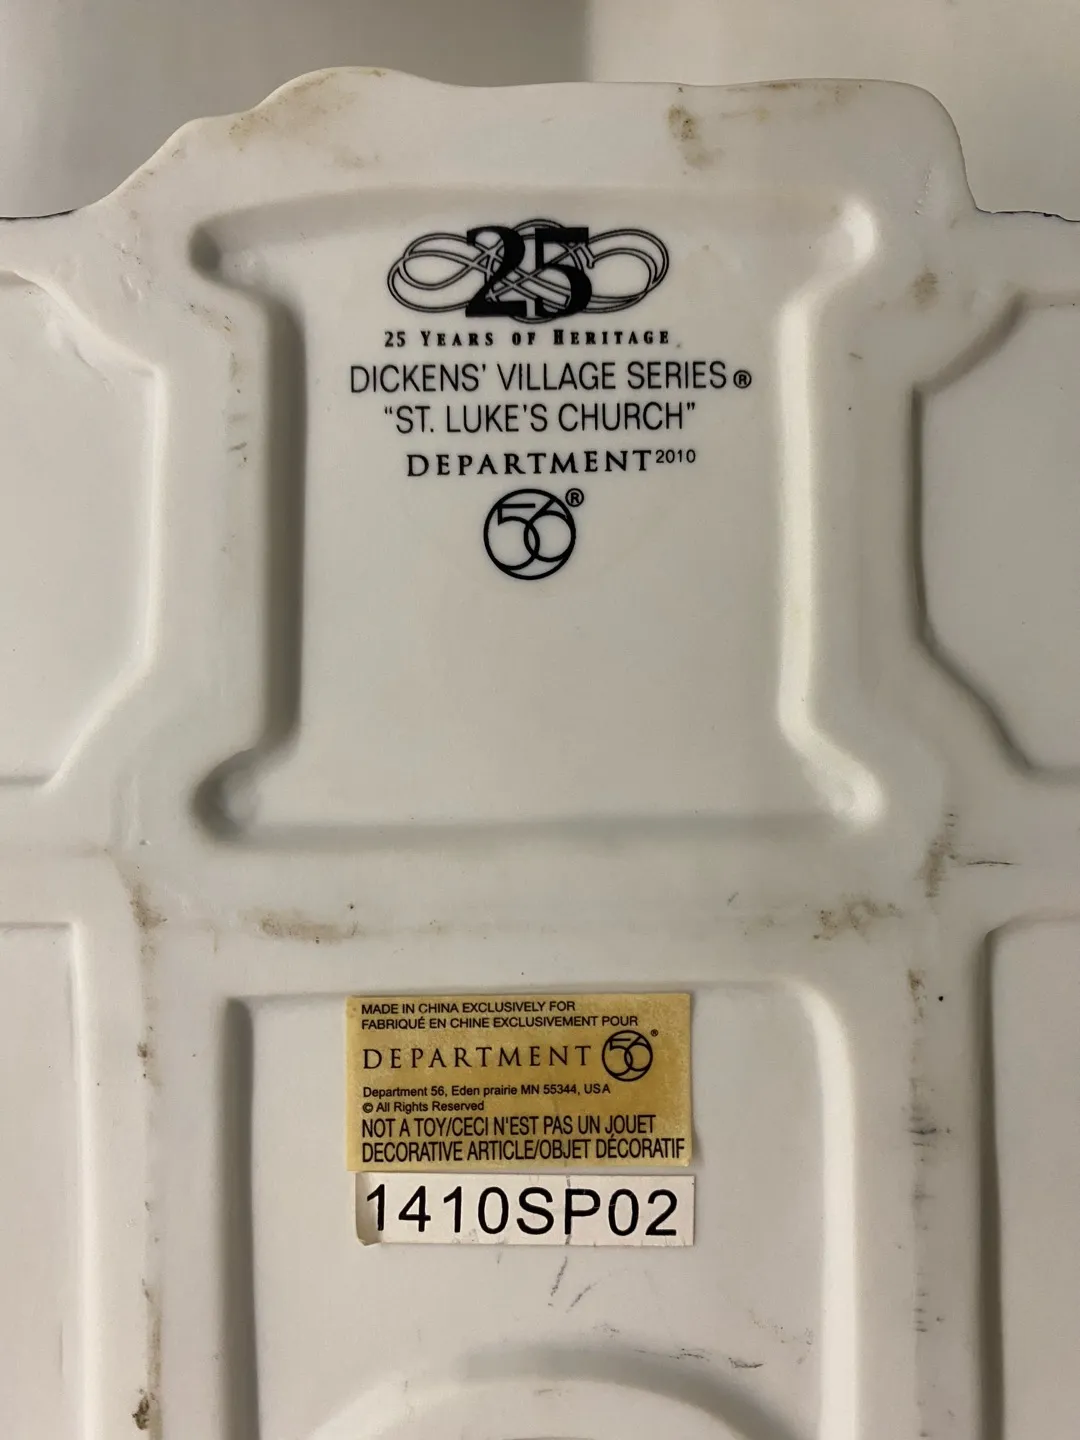 25
25 YEARS OF HERITAGE
DICKENS' VILLAGE SERIES®
“ST. LUKE'S CHURCH”
DEPARTMENT 2010
56®
MADE IN CHINA EXCLUSIVELY FOR
FABRIQUÉ EN CHINE EXCLUSIVEMENT POUR
DEPARTMENT 56®
Department 56, Eden prairie MN 55344, USA
© All Rights Reserved
NOT A TOY/CECI N'EST PAS UN JOUET
DECORATIVE ARTICLE/OBJET DÉCORATIF
1410SP02